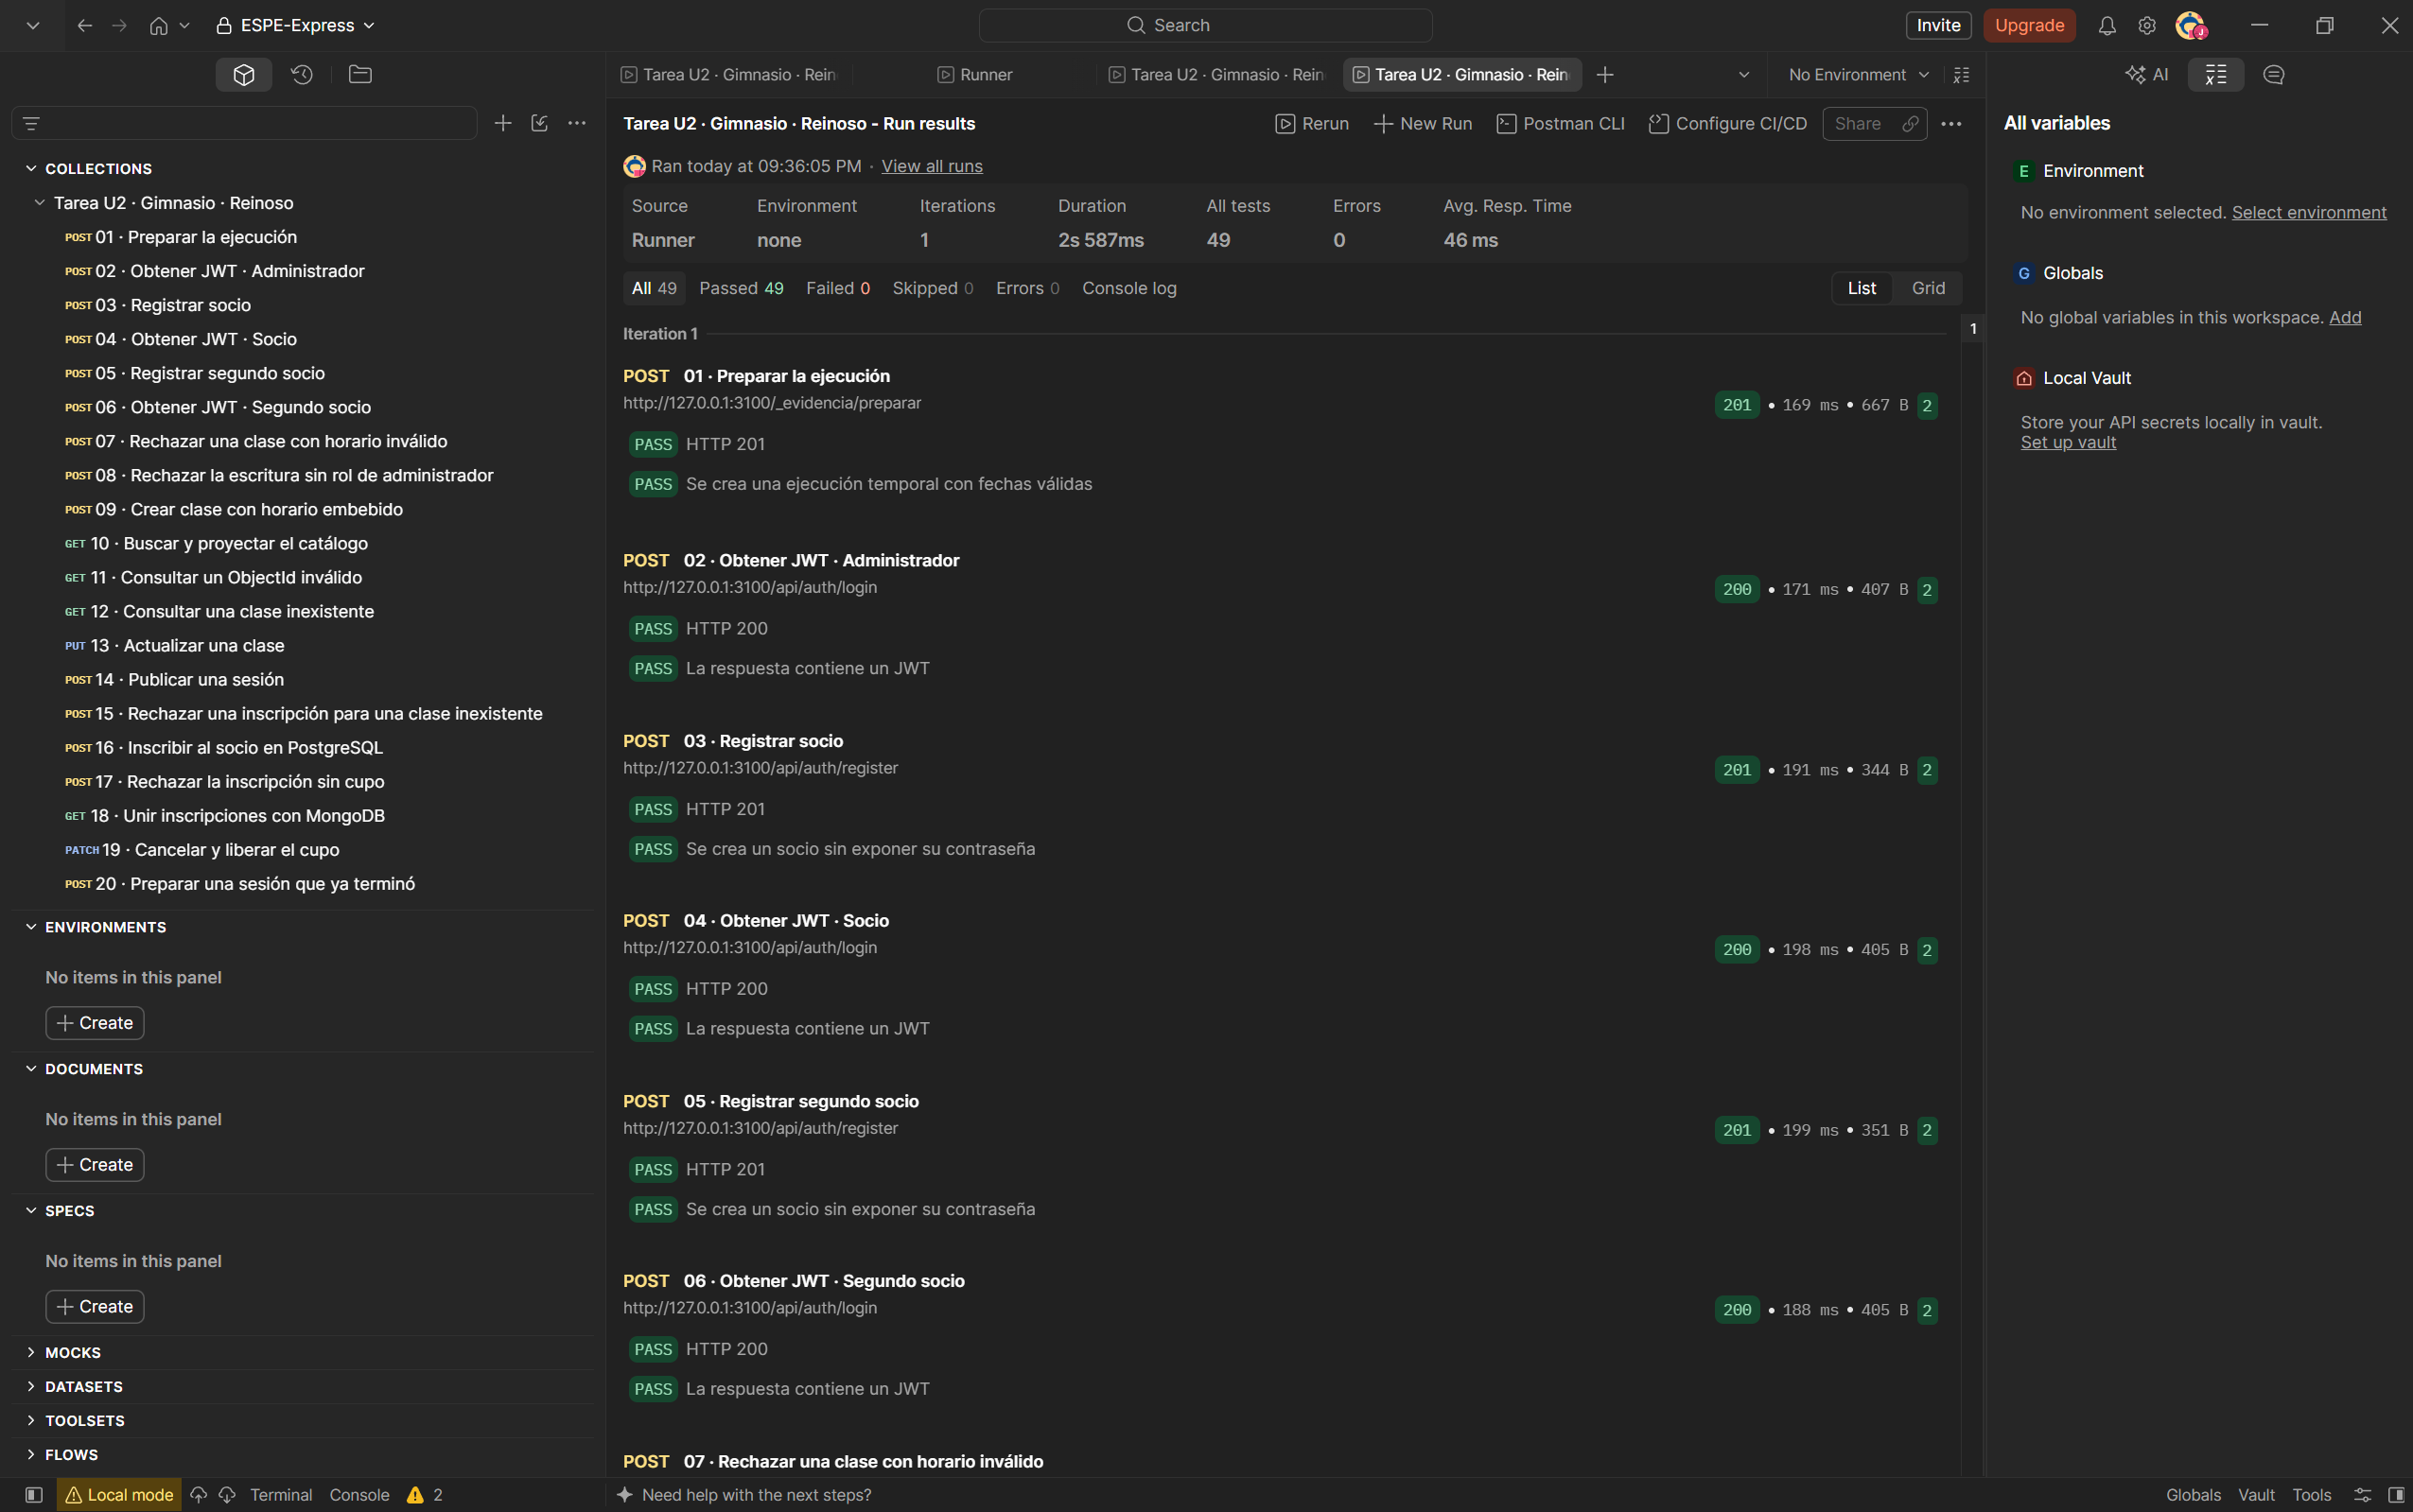 ESPE-Express
Search
Invite
Upgrade
Tarea U2 · Gimnasio · Rein
Runner
Tarea U2 · Gimnasio · Rein
Tarea U2 · Gimnasio · Rein
No Environment
AI
COLLECTIONS
Tarea U2 · Gimnasio · Reinoso
POST 01 · Preparar la ejecución
POST 02 · Obtener JWT · Administrador
POST 03 · Registrar socio
POST 04 · Obtener JWT · Socio
POST 05 · Registrar segundo socio
POST 06 · Obtener JWT · Segundo socio
POST 07 · Rechazar una clase con horario inválido
POST 08 · Rechazar la escritura sin rol de administrador
POST 09 · Crear clase con horario embebido
GET 10 · Buscar y proyectar el catálogo
GET 11 · Consultar un ObjectId inválido
GET 12 · Consultar una clase inexistente
PUT 13 · Actualizar una clase
POST 14 · Publicar una sesión
POST 15 · Rechazar una inscripción para una clase inexistente
POST 16 · Inscribir al socio en PostgreSQL
POST 17 · Rechazar la inscripción sin cupo
GET 18 · Unir inscripciones con MongoDB
PATCH 19 · Cancelar y liberar el cupo
POST 20 · Preparar una sesión que ya terminó
ENVIRONMENTS
No items in this panel
Create
DOCUMENTS
No items in this panel
Create
SPECS
No items in this panel
Create
MOCKS
DATASETS
TOOLSETS
FLOWS
Tarea U2 · Gimnasio · Reinoso - Run results
Rerun
New Run
Postman CLI
Configure CI/CD
Share
Ran today at 09:36:05 PM · View all runs
Source Environment Iterations Duration All tests Errors Avg. Resp. Time
Runner none 1 2s 587ms 49 0 46 ms
All 49 Passed 49 Failed 0 Skipped 0 Errors 0 Console log
List Grid
Iteration 1
1
POST 01 · Preparar la ejecución
http://127.0.0.1:3100/_evidencia/preparar
201 • 169 ms • 667 B 2
PASS HTTP 201
PASS Se crea una ejecución temporal con fechas válidas
POST 02 · Obtener JWT · Administrador
http://127.0.0.1:3100/api/auth/login
200 • 171 ms • 407 B 2
PASS HTTP 200
PASS La respuesta contiene un JWT
POST 03 · Registrar socio
http://127.0.0.1:3100/api/auth/register
201 • 191 ms • 344 B 2
PASS HTTP 201
PASS Se crea un socio sin exponer su contraseña
POST 04 · Obtener JWT · Socio
http://127.0.0.1:3100/api/auth/login
200 • 198 ms • 405 B 2
PASS HTTP 200
PASS La respuesta contiene un JWT
POST 05 · Registrar segundo socio
http://127.0.0.1:3100/api/auth/register
201 • 199 ms • 351 B 2
PASS HTTP 201
PASS Se crea un socio sin exponer su contraseña
POST 06 · Obtener JWT · Segundo socio
http://127.0.0.1:3100/api/auth/login
200 • 188 ms • 405 B 2
PASS HTTP 200
PASS La respuesta contiene un JWT
POST 07 · Rechazar una clase con horario inválido
All variables
E Environment
No environment selected. Select environment
G Globals
No global variables in this workspace. Add
Local Vault
Store your API secrets locally in vault.
Set up vault
Local mode
Terminal
Console
2
Need help with the next steps?
Globals
Vault
Tools